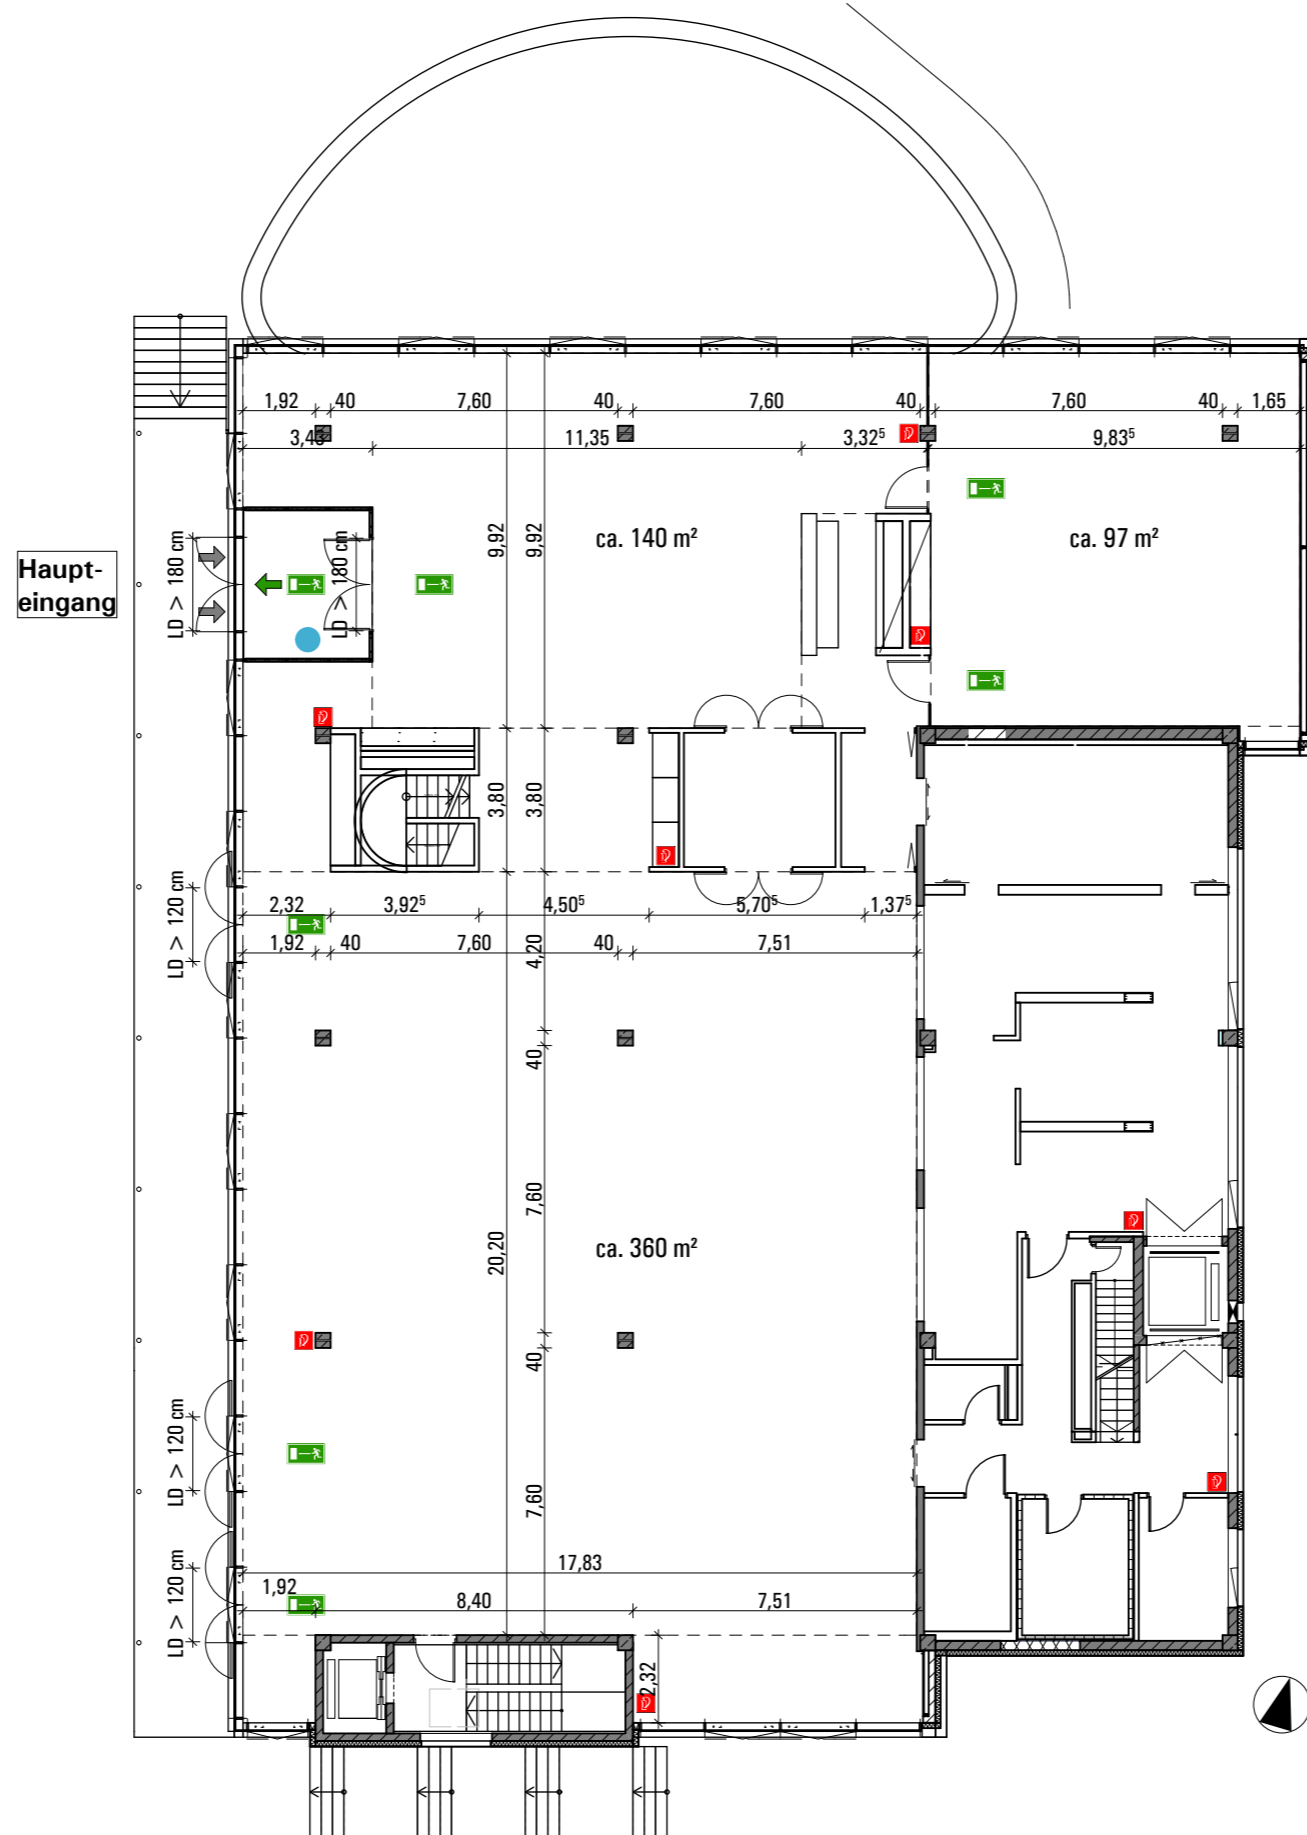 1,92 40 7,60 40 7,60 40 7,60 40 1,65
3,43 11,35 3,32⁵ 9,83⁵
LD > 180 cm
LD > 180 cm
9,92
9,92
ca. 140 m²
ca. 97 m²
Haupt-
eingang
3,80
3,80
LD > 120 cm
2,32 3,92⁵ 4,50⁵ 5,70⁵ 1,37⁵
1,92 40 7,60 40 7,51
4,20
40
7,60
20,20
ca. 360 m²
40
LD > 120 cm
7,60
17,83
LD > 120 cm
1,92 8,40 7,51
2,32